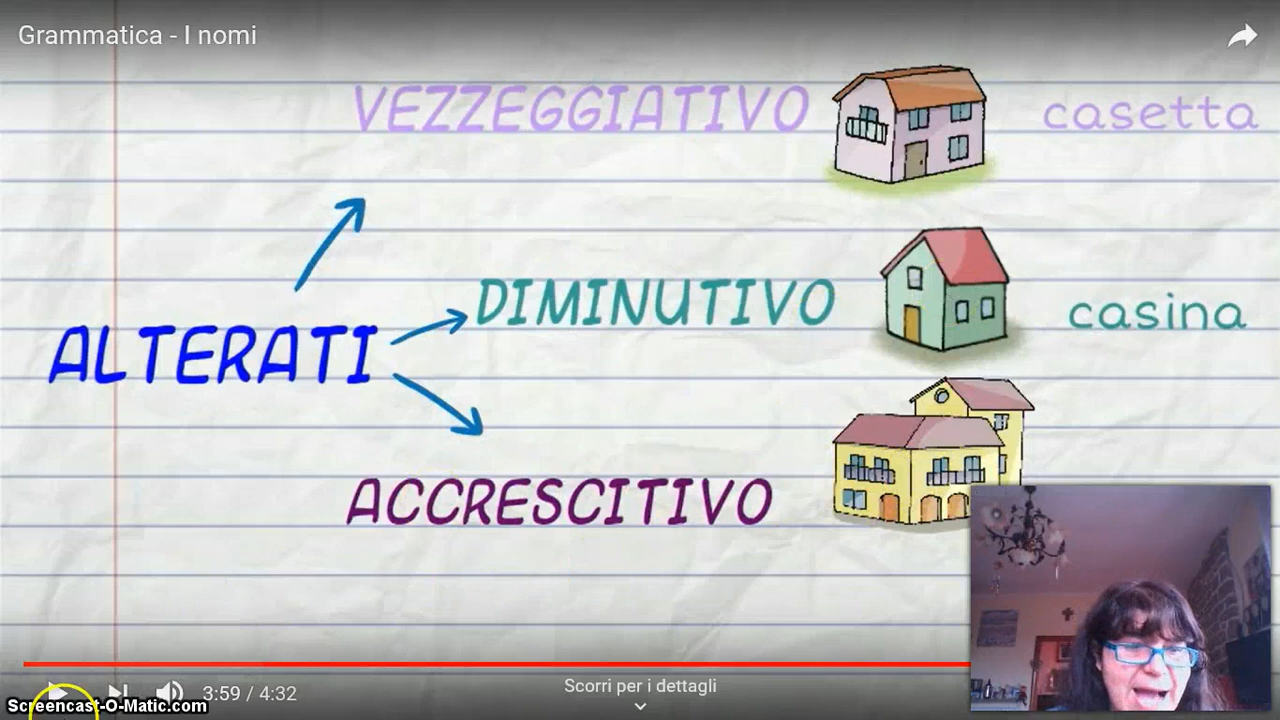 Grammatica - I nomi
VEZZEGGIATIVO casetta
DIMINUTIVO casina
ALTERATI
ACCRESCITIVO
3:59 / 4:32
Scorri per i dettagli
Screencast-O-Matic.com